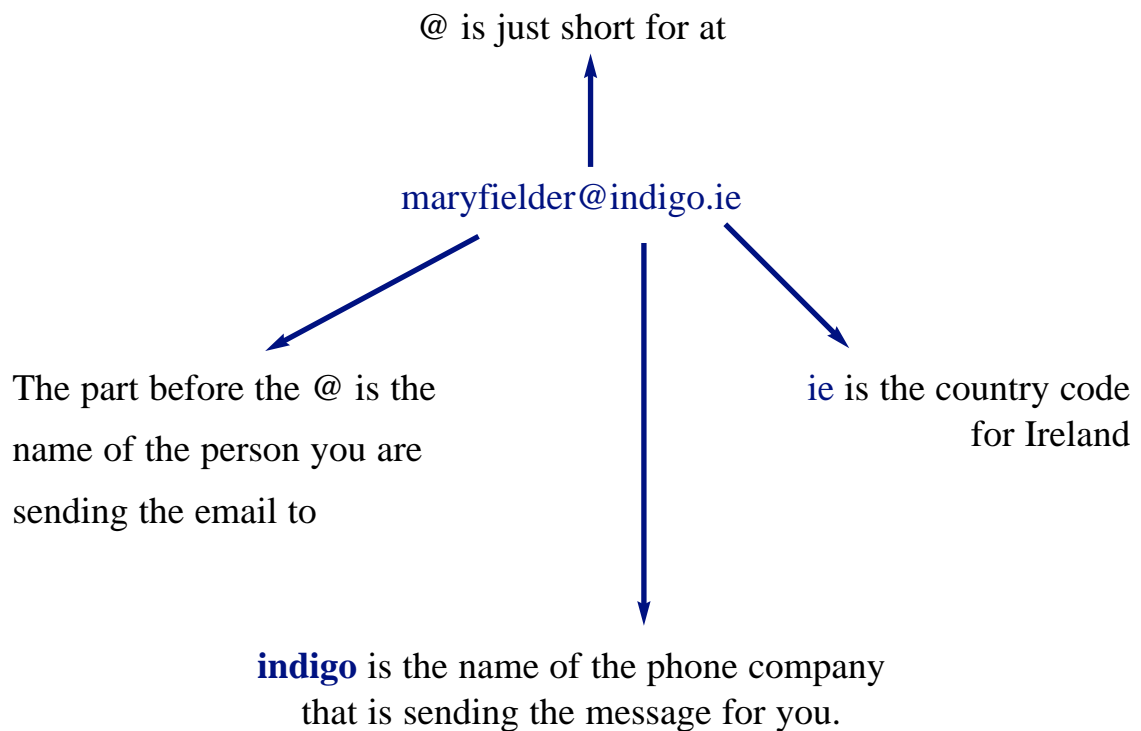 @ is just short for at
maryfielder@indigo.ie
The part before the @ is the
name of the person you are
sending the email to
ie is the country code
for Ireland
indigo is the name of the phone company
that is sending the message for you.